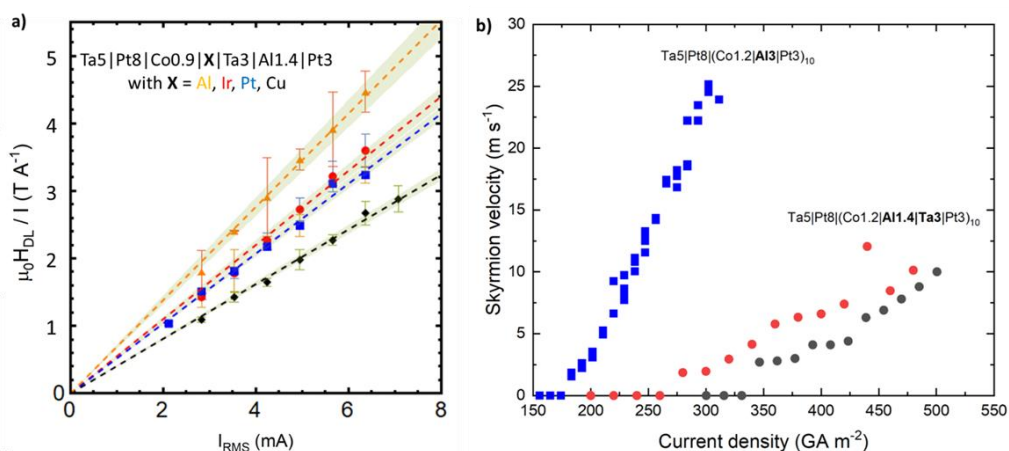 a)
Ta5|Pt8|Co0.9|X|Ta3|Al1.4|Pt3
with X = Al, Ir, Pt, Cu
μ₀H_DL / I (T A⁻¹)
5
4
3
2
1
0
0
2
4
6
8
I_RMS (mA)
b)
Ta5|Pt8|(Co1.2|Al3|Pt3)₁₀
Ta5|Pt8|(Co1.2|Al1.4|Ta3|Pt3)₁₀
Skyrmion velocity (m s⁻¹)
30
25
20
15
10
5
0
150
200
250
300
350
400
450
500
550
Current density (GA m⁻²)